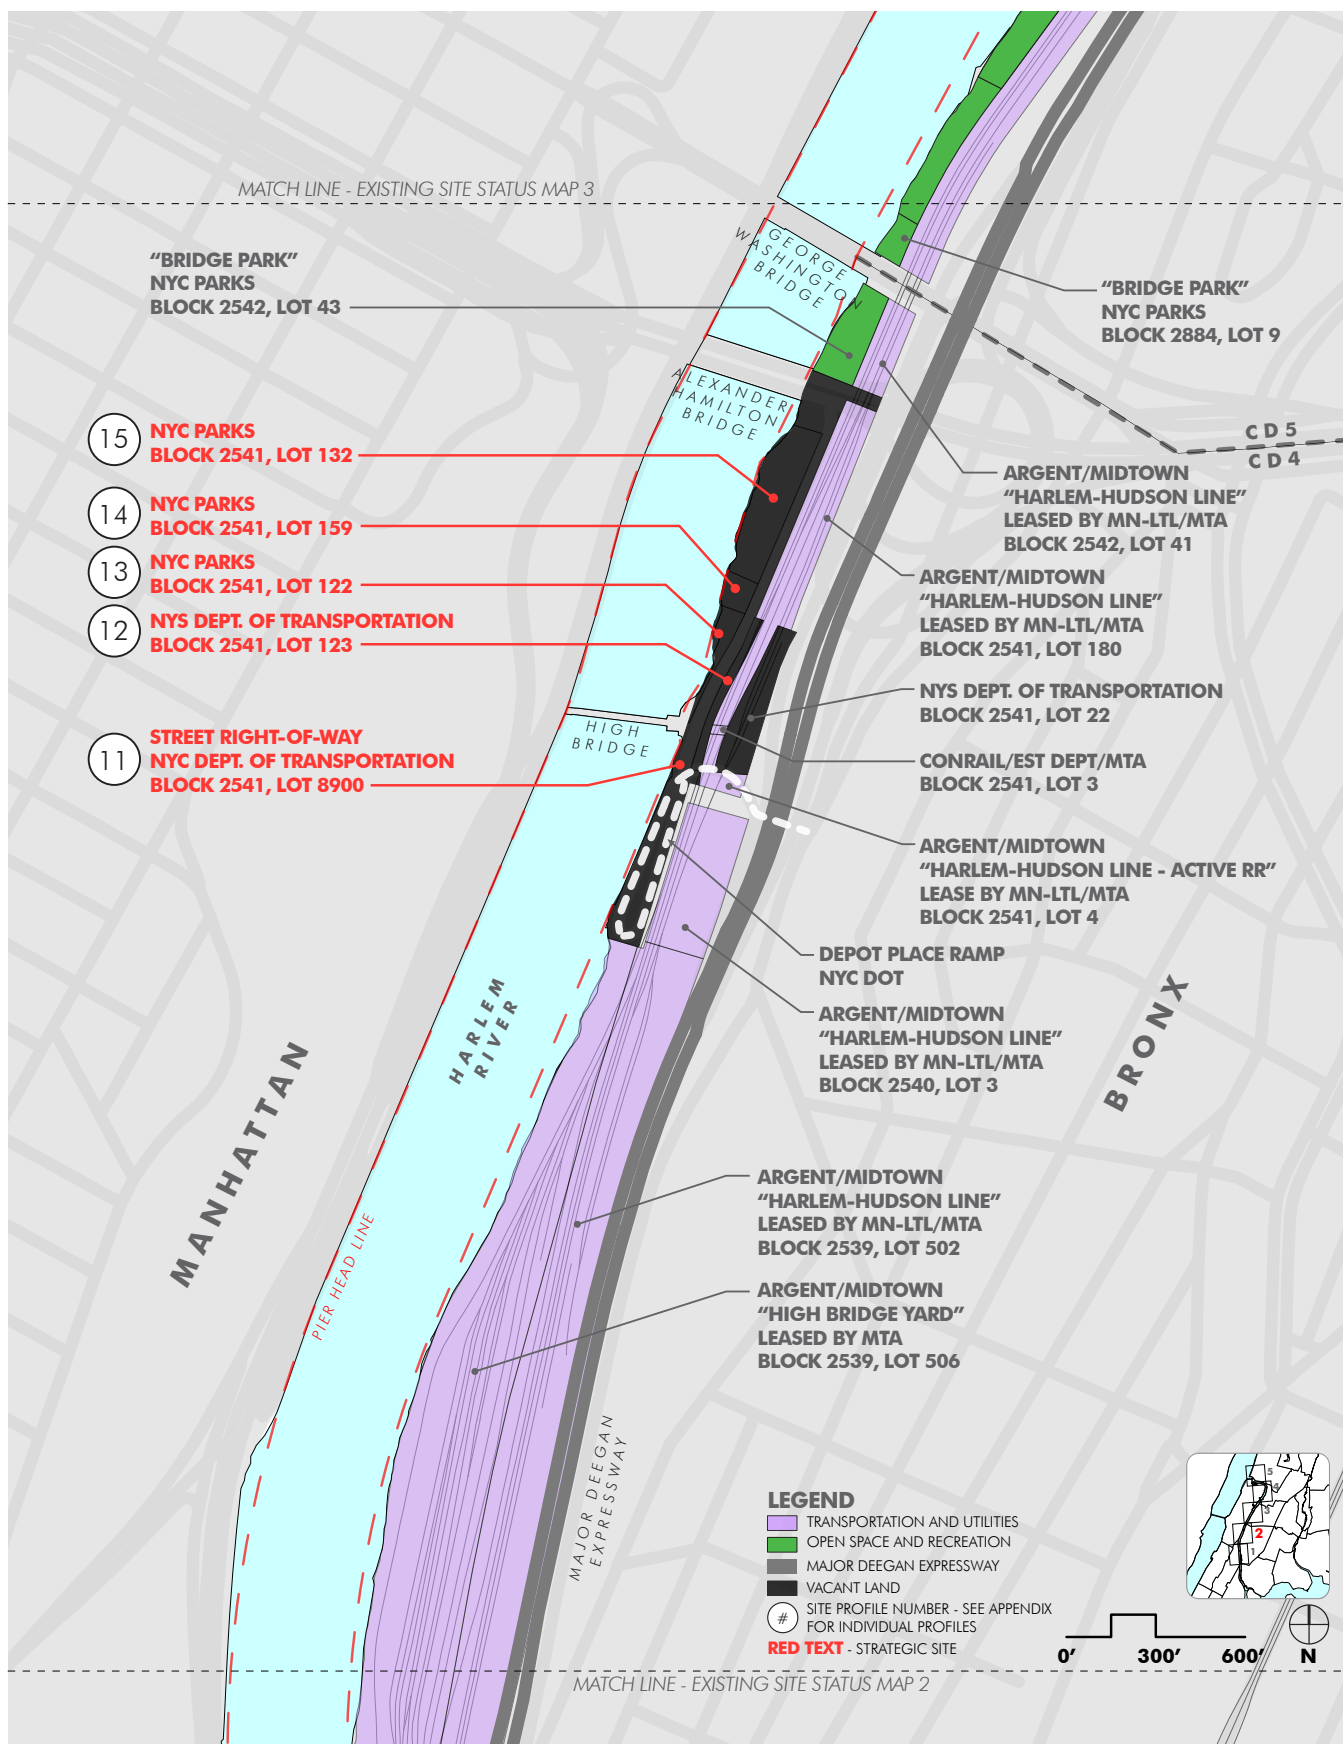 MATCH LINE - EXISTING SITE STATUS MAP 3
GEORGE
WASHINGTON
BRIDGE
“BRIDGE PARK”
NYC PARKS
BLOCK 2542, LOT 43
“BRIDGE PARK”
NYC PARKS
BLOCK 2884, LOT 9
ALEXANDER
HAMILTON
BRIDGE
CD 5
CD 4
15
NYC PARKS
BLOCK 2541, LOT 132
14
NYC PARKS
BLOCK 2541, LOT 159
13
NYC PARKS
BLOCK 2541, LOT 122
12
NYS DEPT. OF TRANSPORTATION
BLOCK 2541, LOT 123
11
STREET RIGHT-OF-WAY
NYC DEPT. OF TRANSPORTATION
BLOCK 2541, LOT 8900
HIGH
BRIDGE
ARGENT/MIDTOWN
“HARLEM-HUDSON LINE”
LEASED BY MN-LTL/MTA
BLOCK 2542, LOT 41
ARGENT/MIDTOWN
“HARLEM-HUDSON LINE”
LEASED BY MN-LTL/MTA
BLOCK 2541, LOT 180
NYS DEPT. OF TRANSPORTATION
BLOCK 2541, LOT 22
CONRAIL/EST DEPT/MTA
BLOCK 2541, LOT 3
ARGENT/MIDTOWN
“HARLEM-HUDSON LINE - ACTIVE RR”
LEASE BY MN-LTL/MTA
BLOCK 2541, LOT 4
DEPOT PLACE RAMP
NYC DOT
ARGENT/MIDTOWN
“HARLEM-HUDSON LINE”
LEASED BY MN-LTL/MTA
BLOCK 2540, LOT 3
HARLEM
RIVER
MANHATTAN
BRONX
PIER HEAD LINE
ARGENT/MIDTOWN
“HARLEM-HUDSON LINE”
LEASED BY MN-LTL/MTA
BLOCK 2539, LOT 502
ARGENT/MIDTOWN
“HIGH BRIDGE YARD”
LEASED BY MTA
BLOCK 2539, LOT 506
MAJOR DEEGAN
EXPRESSWAY
LEGEND
TRANSPORTATION AND UTILITIES
OPEN SPACE AND RECREATION
MAJOR DEEGAN EXPRESSWAY
VACANT LAND
# SITE PROFILE NUMBER - SEE APPENDIX
FOR INDIVIDUAL PROFILES
RED TEXT - STRATEGIC SITE
5
4
3
2
1
0’ 300’ 600’ N
MATCH LINE - EXISTING SITE STATUS MAP 2